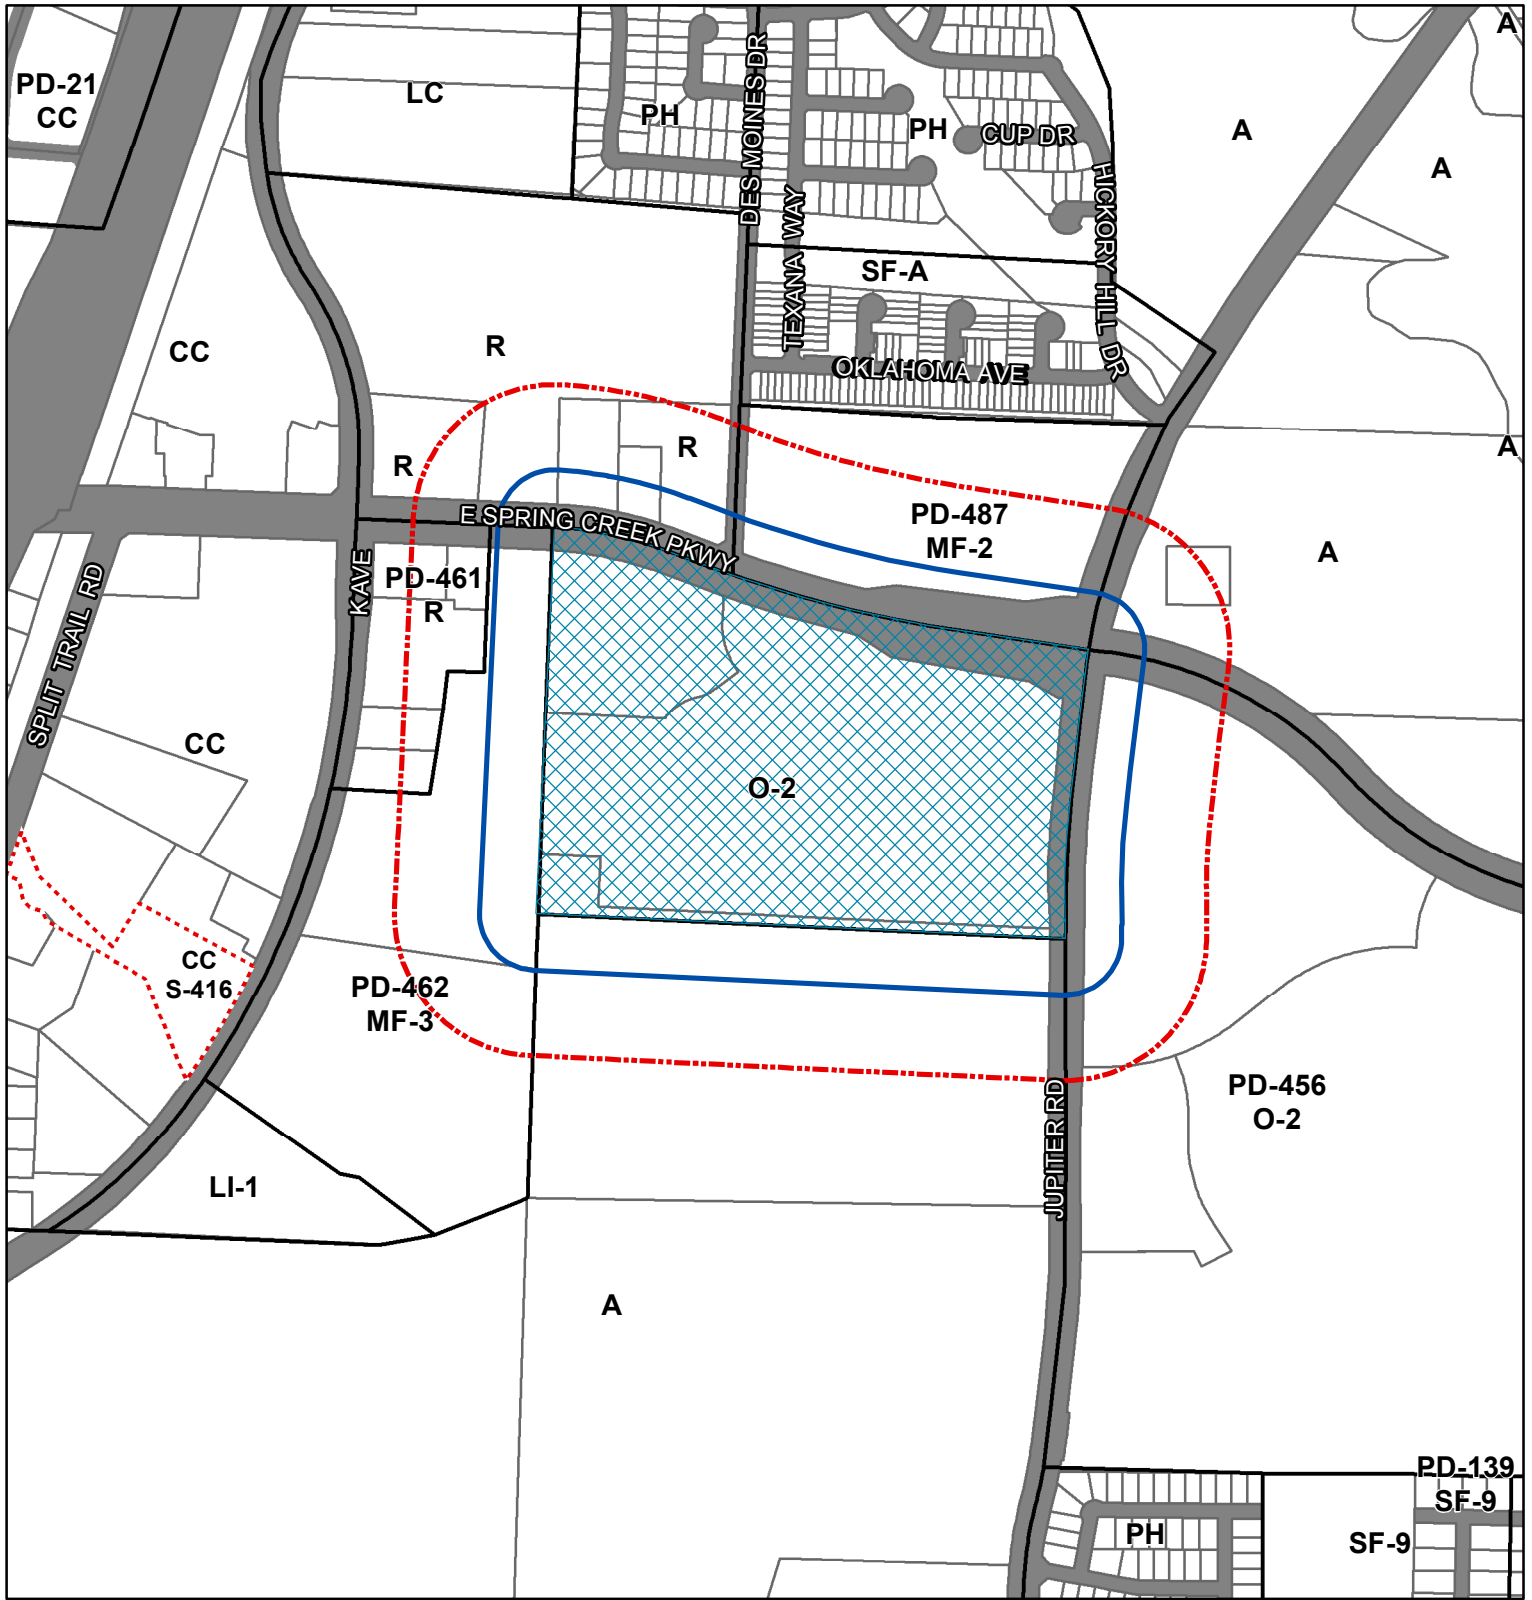 A
PD-21
CC
LC
PH
DES MOINES DR
PH
CUP DR
A
A
HICKORY HILL DR
TEXANA WAY
SF-A
CC
R
OKLAHOMA AVE
R
R
A
E SPRING CREEK PKWY
PD-487
MF-2
A
K AVE
PD-461
R
SPLIT TRAIL RD
CC
O-2
CC
S-416
PD-462
MF-3
JUPITER RD
PD-456
O-2
LI-1
A
PD-139
SF-9
PH
SF-9